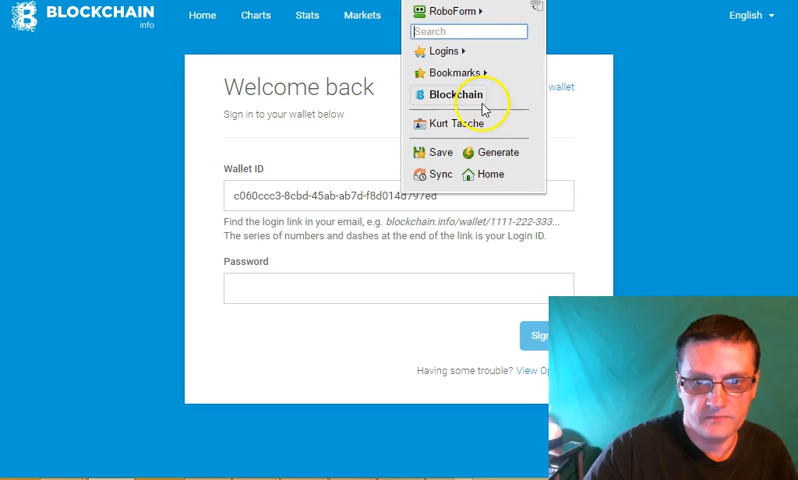 BLOCKCHAIN
info
Home
Charts
Stats
Markets
English
RoboForm
Search
Logins
Bookmarks
Blockchain
Kurt Tasche
Save
Generate
Sync
Home
Welcome back
wallet
Sign in to your wallet below
Wallet ID
c060ccc3-8cbd-45ab-ab7d-f8d014d797ed
Find the login link in your email, e.g. blockchain.info/wallet/1111-222-333...
The series of numbers and dashes at the end of the link is your Login ID.
Password
Sign
Having some trouble? View Op